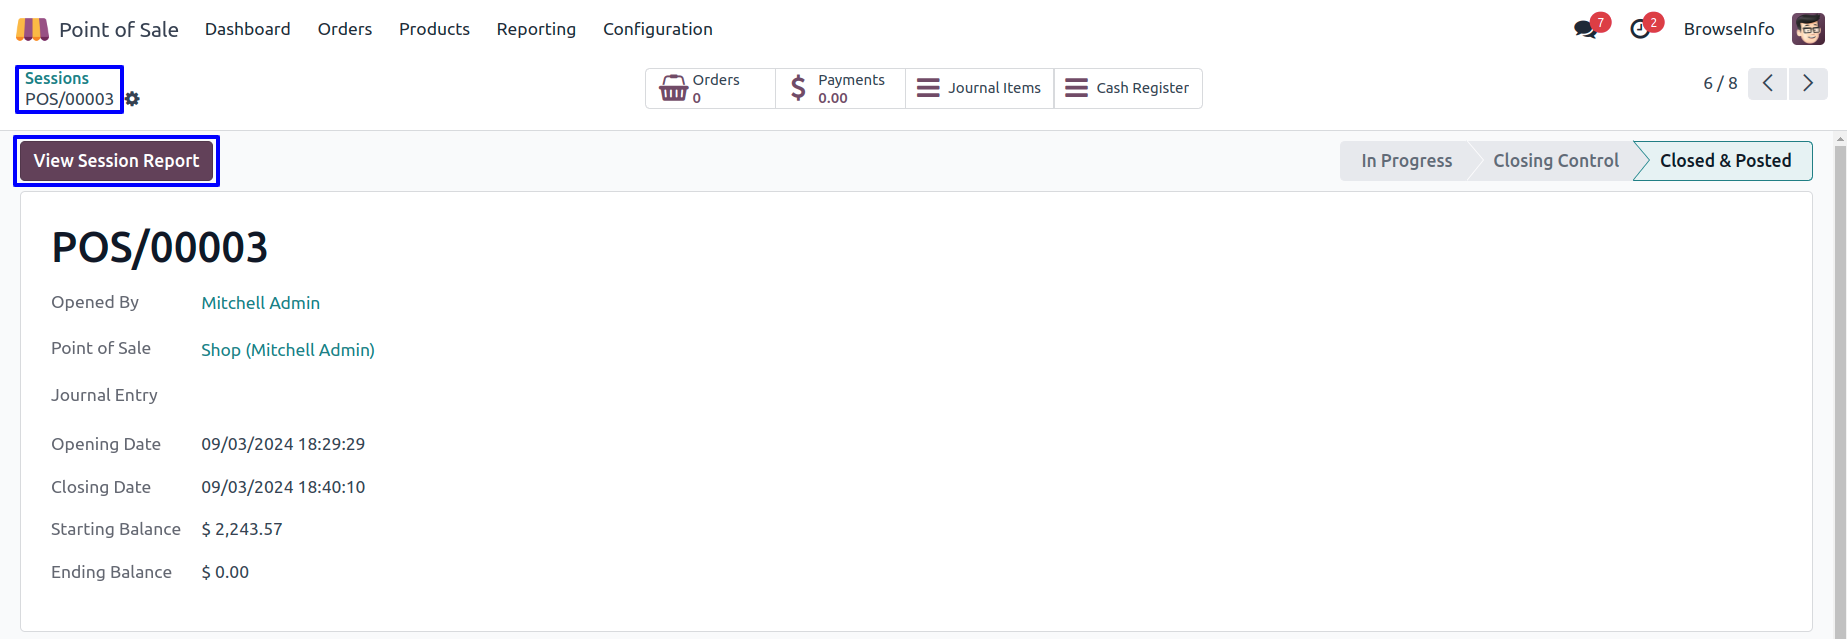 Point of Sale Dashboard Orders Products Reporting Configuration 7 2 BrowseInfo
Sessions
POS/00003
Orders
0
Payments
0.00
Journal Items
Cash Register
6 / 8
View Session Report
In Progress
Closing Control
Closed & Posted
POS/00003
Opened By Mitchell Admin
Point of Sale Shop (Mitchell Admin)
Journal Entry
Opening Date 09/03/2024 18:29:29
Closing Date 09/03/2024 18:40:10
Starting Balance $ 2,243.57
Ending Balance $ 0.00